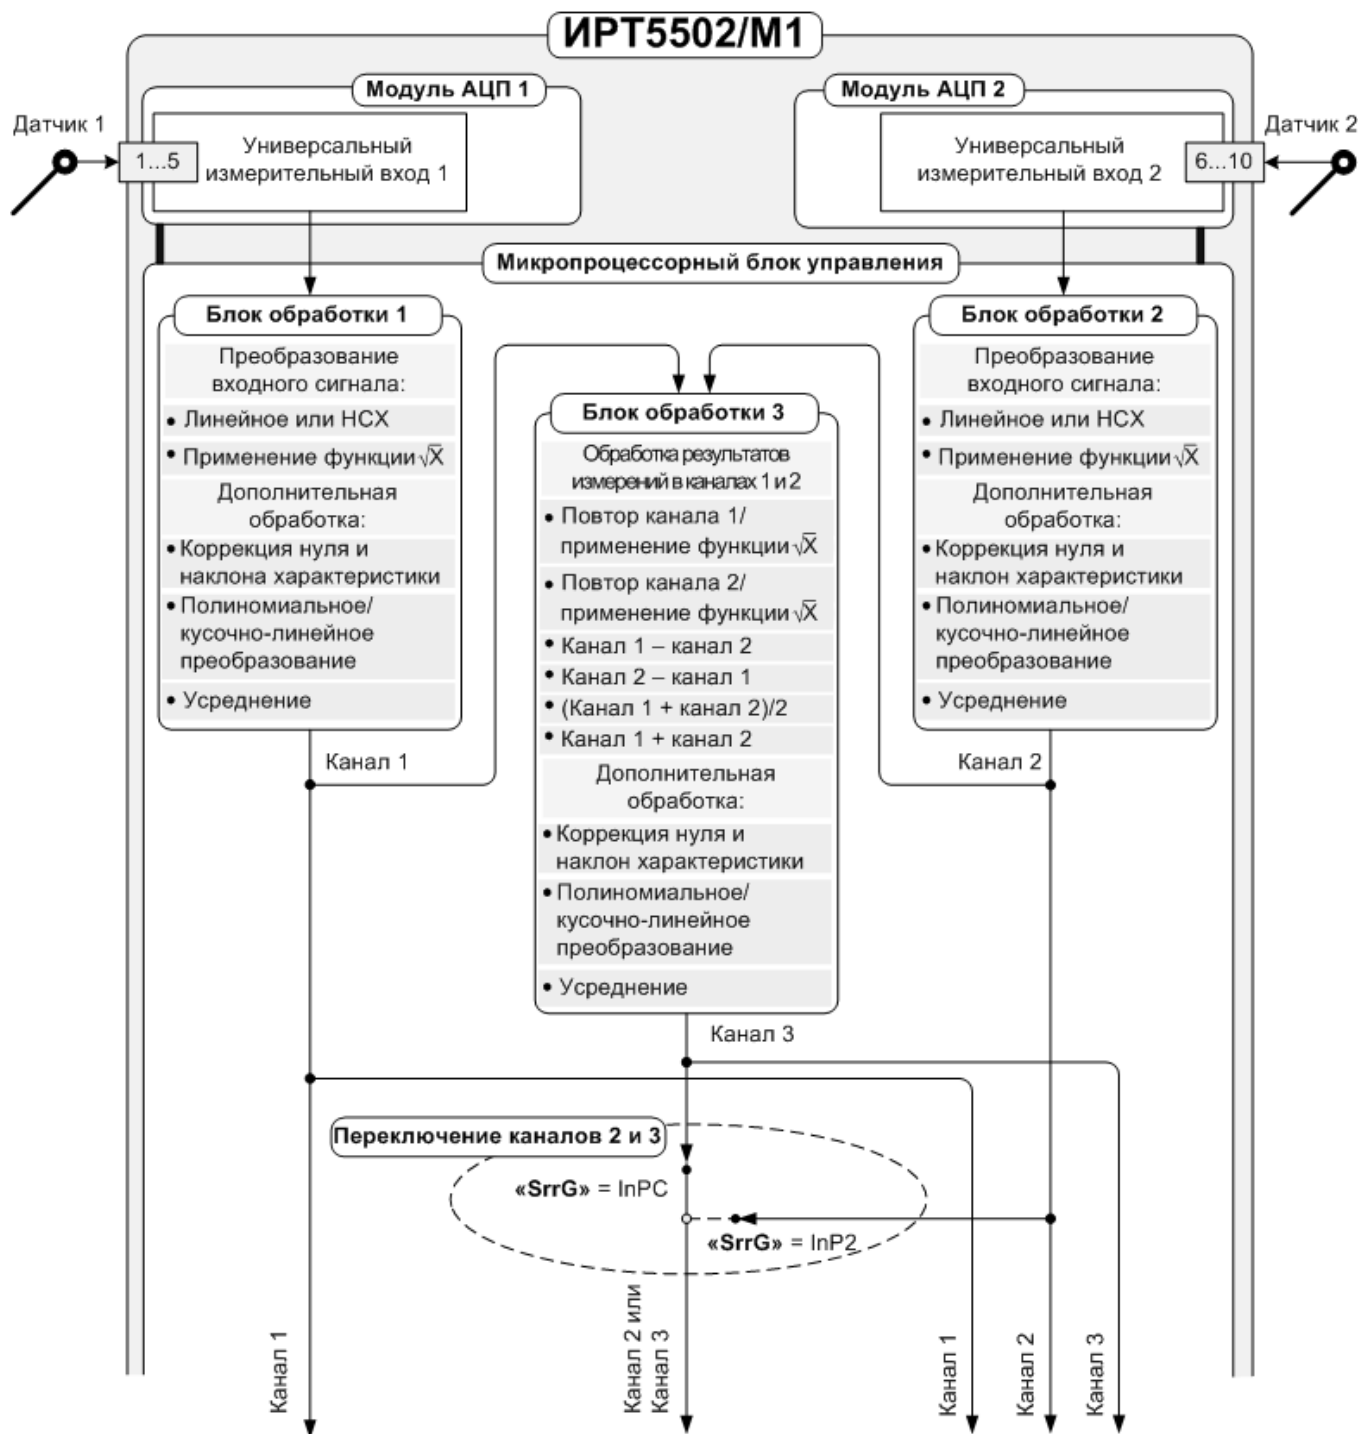 ИРТ5502/М1
Модуль АЦП 1
Модуль АЦП 2
Датчик 1
Датчик 2
1...5
Универсальный
измерительный вход 1
Универсальный
измерительный вход 2
6...10
Микропроцессорный блок управления
Блок обработки 1
Преобразование
входного сигнала:
• Линейное или НСХ
• Применение функции √X
Дополнительная
обработка:
• Коррекция нуля и
наклона характеристики
• Полиномиальное/
кусочно-линейное
преобразование
• Усреднение
Блок обработки 2
Преобразование
входного сигнала:
• Линейное или НСХ
• Применение функции √X
Дополнительная
обработка:
• Коррекция нуля и
наклон характеристики
• Полиномиальное/
кусочно-линейное
преобразование
• Усреднение
Блок обработки 3
Обработка результатов
измерений в каналах 1 и 2
• Повтор канала 1/
применение функции √X
• Повтор канала 2/
применение функции √X
• Канал 1 – канал 2
• Канал 2 – канал 1
• (Канал 1 + канал 2)/2
• Канал 1 + канал 2
Дополнительная
обработка:
• Коррекция нуля и
наклон характеристики
• Полиномиальное/
кусочно-линейное
преобразование
• Усреднение
Канал 1
Канал 2
Канал 3
Переключение каналов 2 и 3
«SrrG» = InPC
«SrrG» = InP2
Канал 1
Канал 2 или
Канал 3
Канал 1
Канал 2
Канал 3